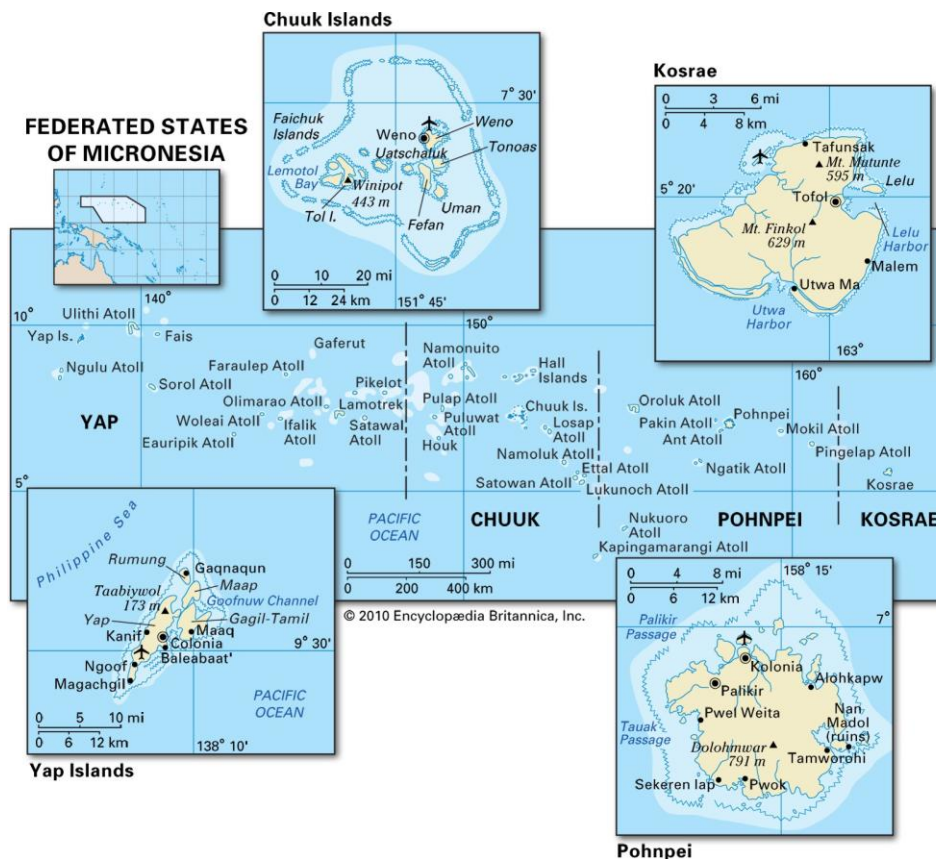 Chuuk Islands
7° 30'
Faichuk
Islands
Weno
Weno
Uatschaluk
Tonoas
Lemotol
Bay
Winipot
443 m
Tol I.
Uman
Fefan
0 10 20 mi
0 12 24 km
151° 45'
Kosrae
0 3 6 mi
0 4 8 km
Tafunsak
Mt. Mutunte
595 m
5° 20'
Lelu
Tofol
Mt. Finkol
629 m
Lelu
Harbor
Malem
Utwa Ma
Utwa
Harbor
163°
FEDERATED STATES
OF MICRONESIA
140°
150°
160°
10°
5°
Ulithi Atoll
Yap Is.
Fais
Gaferut
Namonuito
Atoll
Hall
Islands
Ngulu Atoll
Faraulep Atoll
Sorol Atoll
Pikelot
Olimarao Atoll
Lamotrek
Pulap Atoll
Chuuk Is.
Oroluk Atoll
Pohnpei
Woleai Atoll
Ifalik
Atoll
Satawal
Atoll
Puluwat
Atoll
Losap
Atoll
Pakin Atoll
Ant Atoll
Mokil Atoll
YAP
Eauripik Atoll
Houk
Namoluk Atoll
Pingelap Atoll
Ettal Atoll
Ngatik Atoll
Satowan Atoll
Lukunoch Atoll
Kosrae
PACIFIC
OCEAN
CHUUK
Nukuoro
Atoll
POHNPEI
KOSRAE
Kapingamarangi Atoll
0 150 300 mi
0 200 400 km
© 2010 Encyclopædia Britannica, Inc.
Philippine Sea
Rumung
Gaqnaqun
Maap
Taabiywol
173 m
Goofnuw Channel
Yap
Gagil-Tamil
Kanif
Maaq
Colonia
Baleabaat'
9° 30'
Ngoof
Magachgil
PACIFIC
OCEAN
0 5 10 mi
0 6 12 km
138° 10'
Yap Islands
0 4 8 mi
0 6 12 km
158° 15'
7°
Palikir
Passage
Kolonia
Alohkapw
Palikir
Pwel Weita
Nan
Madol
(ruins)
Tauak
Passage
Dolohmwar
791 m
Tamworohi
Sekeren Iap
Pwok
Pohnpei